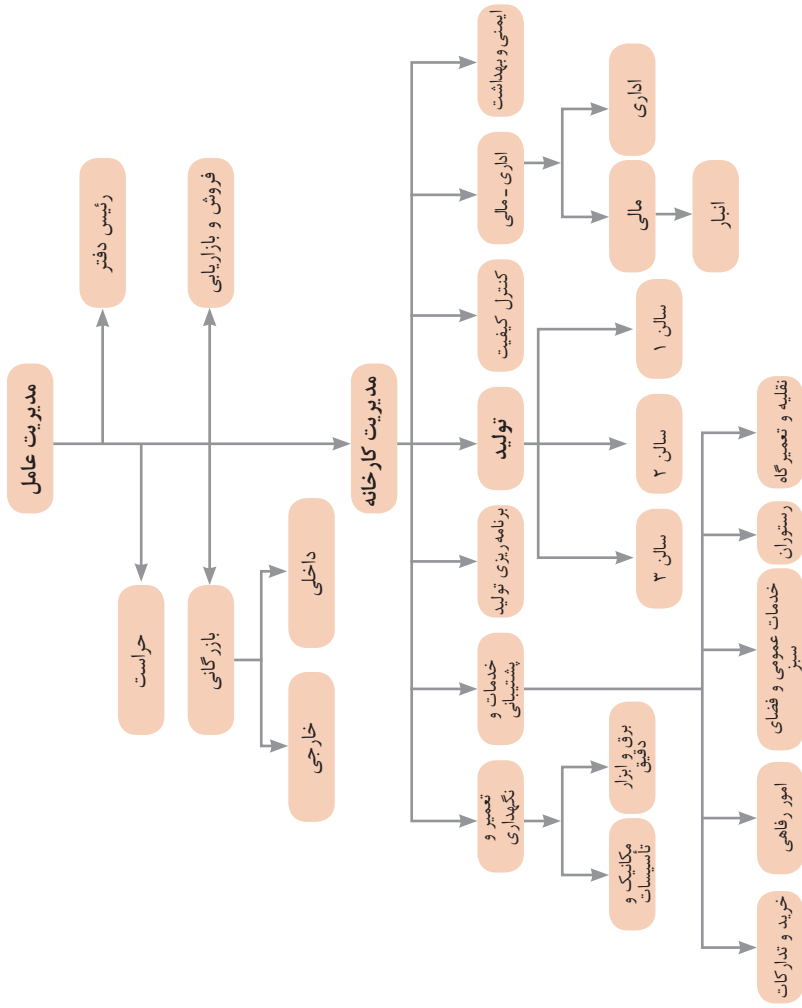 مدیریت عامل
رئیس دفتر
حراست
فروش و بازاریابی
بازرگانی
داخلی
خارجی
مدیریت کارخانه
ایمنی و بهداشت
اداری - مالی
کنترل کیفیت
تولید
برنامه ریزی تولید
خدمات و
پشتیبانی
تعمیر و
نگهداری
اداری
مالی
انبار
سالن ۱
سالن ۲
سالن ۳
برق و ابزار
دقیق
مکانیک و
تأسیسات
نقلیه و تعمیرگاه
رستوران
خدمات عمومی و فضای
سبز
امور رفاهی
خرید و تدارکات